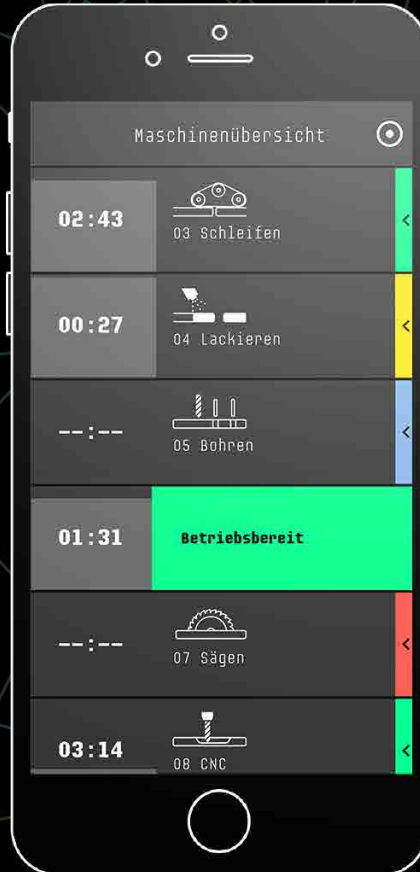 Maschinenübersicht
02:43
03 Schleifen
00:27
04 Lackieren
--:--
05 Bohren
01:31
Betriebsbereit
--:--
07 Sägen
03:14
08 CNC